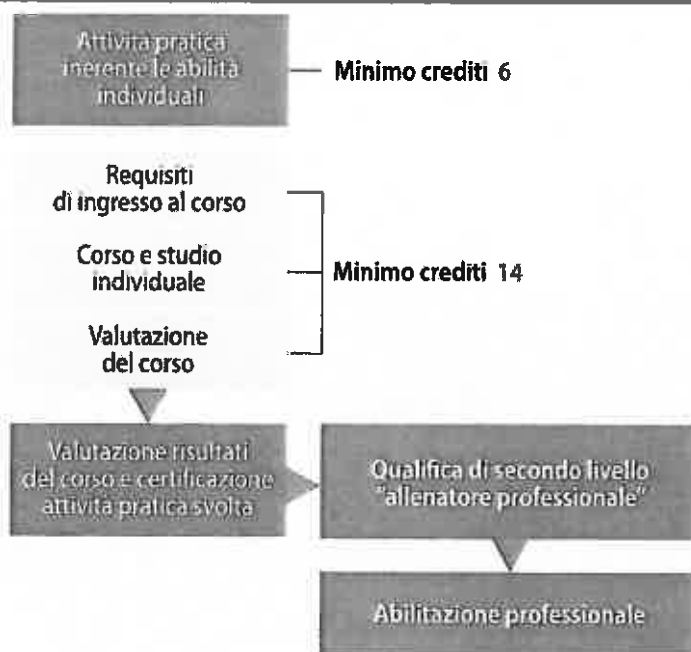 Attività pratica
inerente le abilità
individuali
Minimo crediti 6
Requisiti
di ingresso al corso
Corso e studio
individuale
Minimo crediti 14
Valutazione
del corso
Valutazione risultati
del corso e certificazione
attività pratica svolta
Qualifica di secondo livello
"allenatore professionale"
Abilitazione professionale